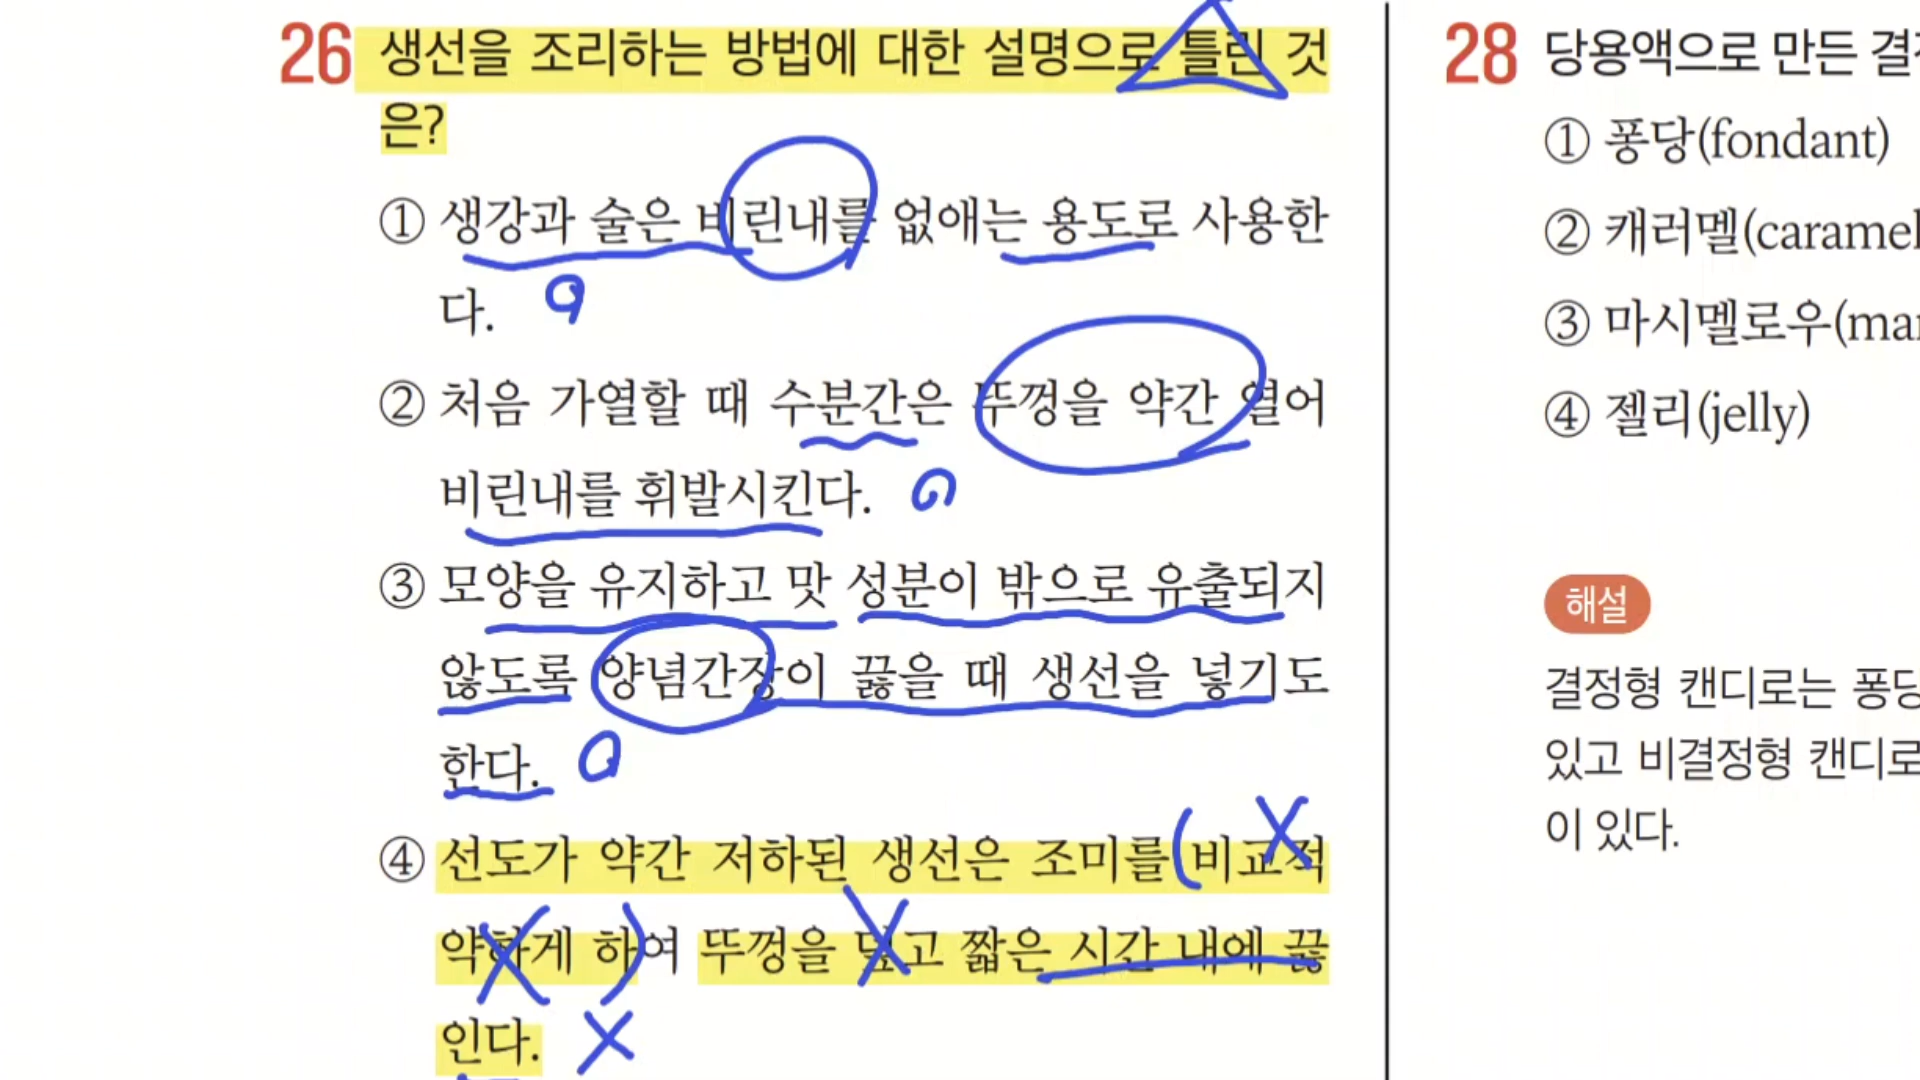 26 생선을 조리하는 방법에 대한 설명으로 틀린 것
은?
① 생강과 술은 비린내를 없애는 용도로 사용한
다.
② 처음 가열할 때 수분간은 뚜껑을 약간 열어
비린내를 휘발시킨다.
③ 모양을 유지하고 맛 성분이 밖으로 유출되지
않도록 양념간장이 끓을 때 생선을 넣기도
한다.
④ 선도가 약간 저하된 생선은 조미를 비교적
약하게 하여 뚜껑을 덮고 짧은 시간 내에 끓
인다.
28 당용액으로 만든
① 퐁당(fondant)
② 캐러멜(caramel
③ 마시멜로우(mar
④ 젤리(jelly)
해설
결정형 캔디로는 퐁당
있고 비결정형 캔디로
이 있다.